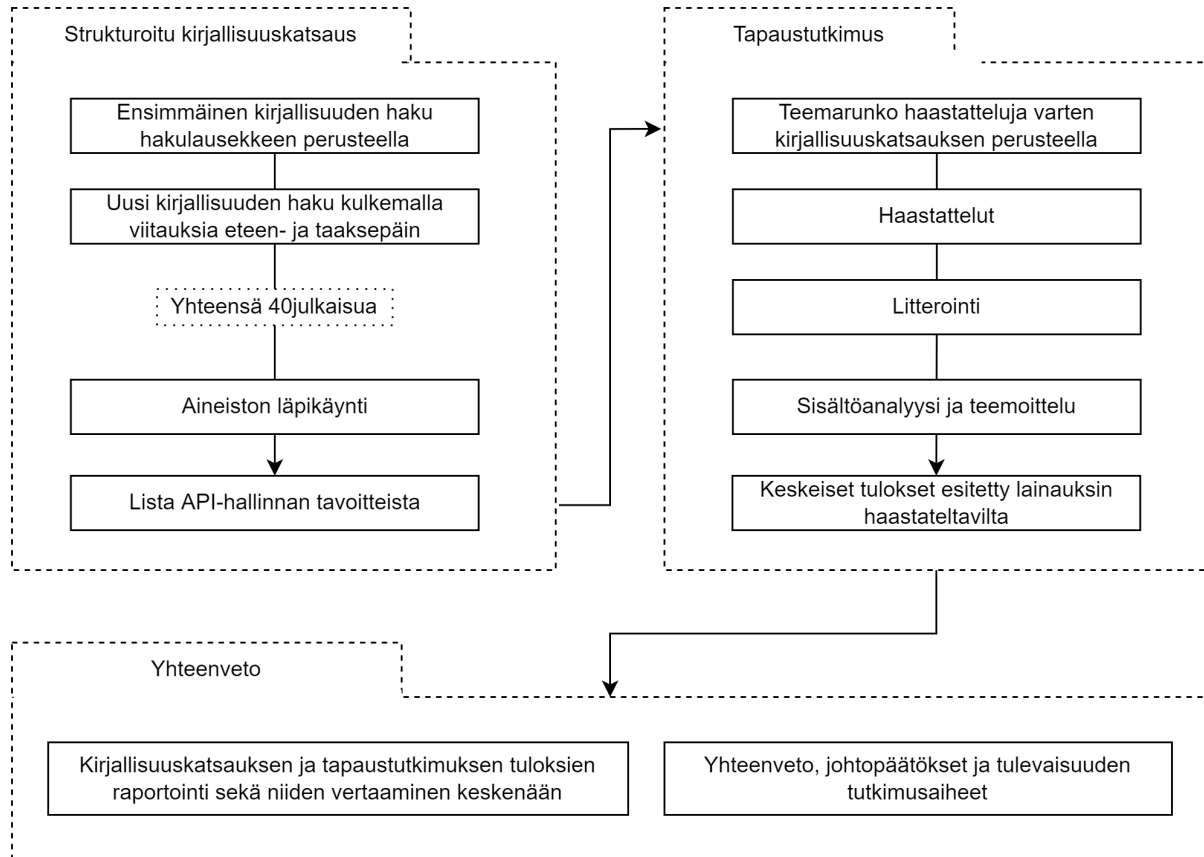 Strukturoitu kirjallisuuskatsaus
Ensimmäinen kirjallisuuden haku
hakulausekkeen perusteella
Uusi kirjallisuuden haku kulkemalla
viitauksia eteen- ja taaksepäin
Yhteensä 40julkaisua
Aineiston läpikäynti
Lista API-hallinnan tavoitteista
Tapaustutkimus
Teemarunko haastatteluja varten
kirjallisuuskatsauksen perusteella
Haastattelut
Litterointi
Sisältöanalyysi ja teemoittelu
Keskeiset tulokset esitetty lainauksin
haastateltavilta
Yhteenveto
Kirjallisuuskatsauksen ja tapaustutkimuksen tuloksien
raportointi sekä niiden vertaaminen keskenään
Yhteenveto, johtopäätökset ja tulevaisuuden
tutkimusaiheet